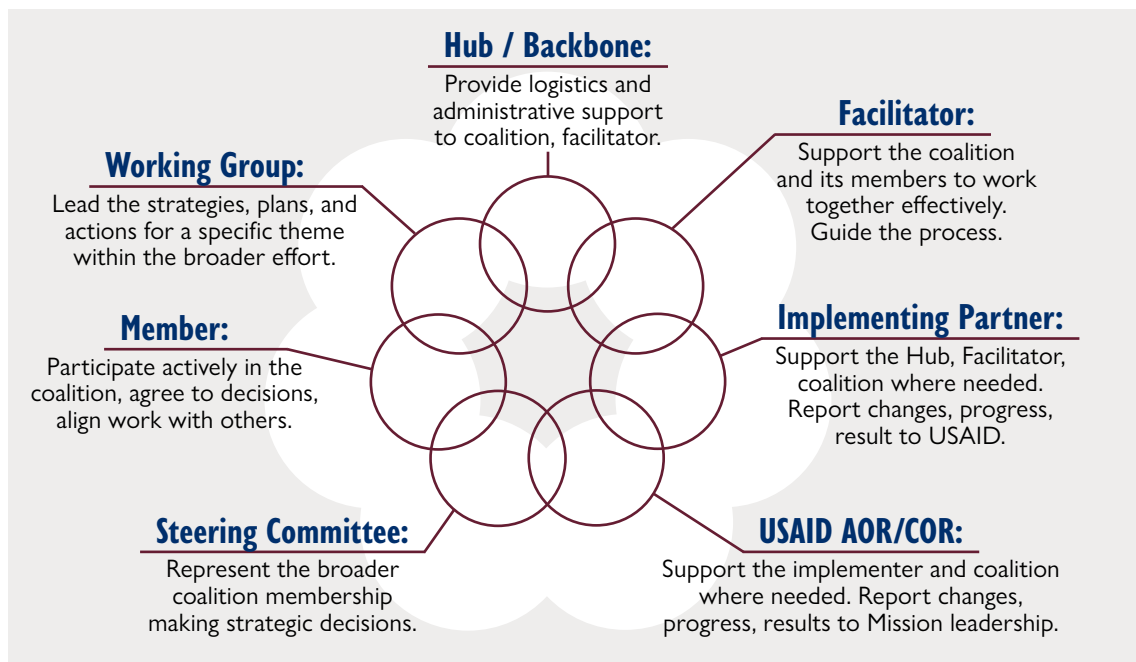 Hub / Backbone:
Provide logistics and
administrative support
to coalition, facilitator.
Facilitator:
Support the coalition
and its members to work
together effectively.
Guide the process.
Implementing Partner:
Support the Hub, Facilitator,
coalition where needed.
Report changes, progress,
result to USAID.
USAID AOR/COR:
Support the implementer and coalition
where needed. Report changes,
progress, results to Mission leadership.
Steering Committee:
Represent the broader
coalition membership
making strategic decisions.
Member:
Participate actively in the
coalition, agree to decisions,
align work with others.
Working Group:
Lead the strategies, plans, and
actions for a specific theme
within the broader effort.